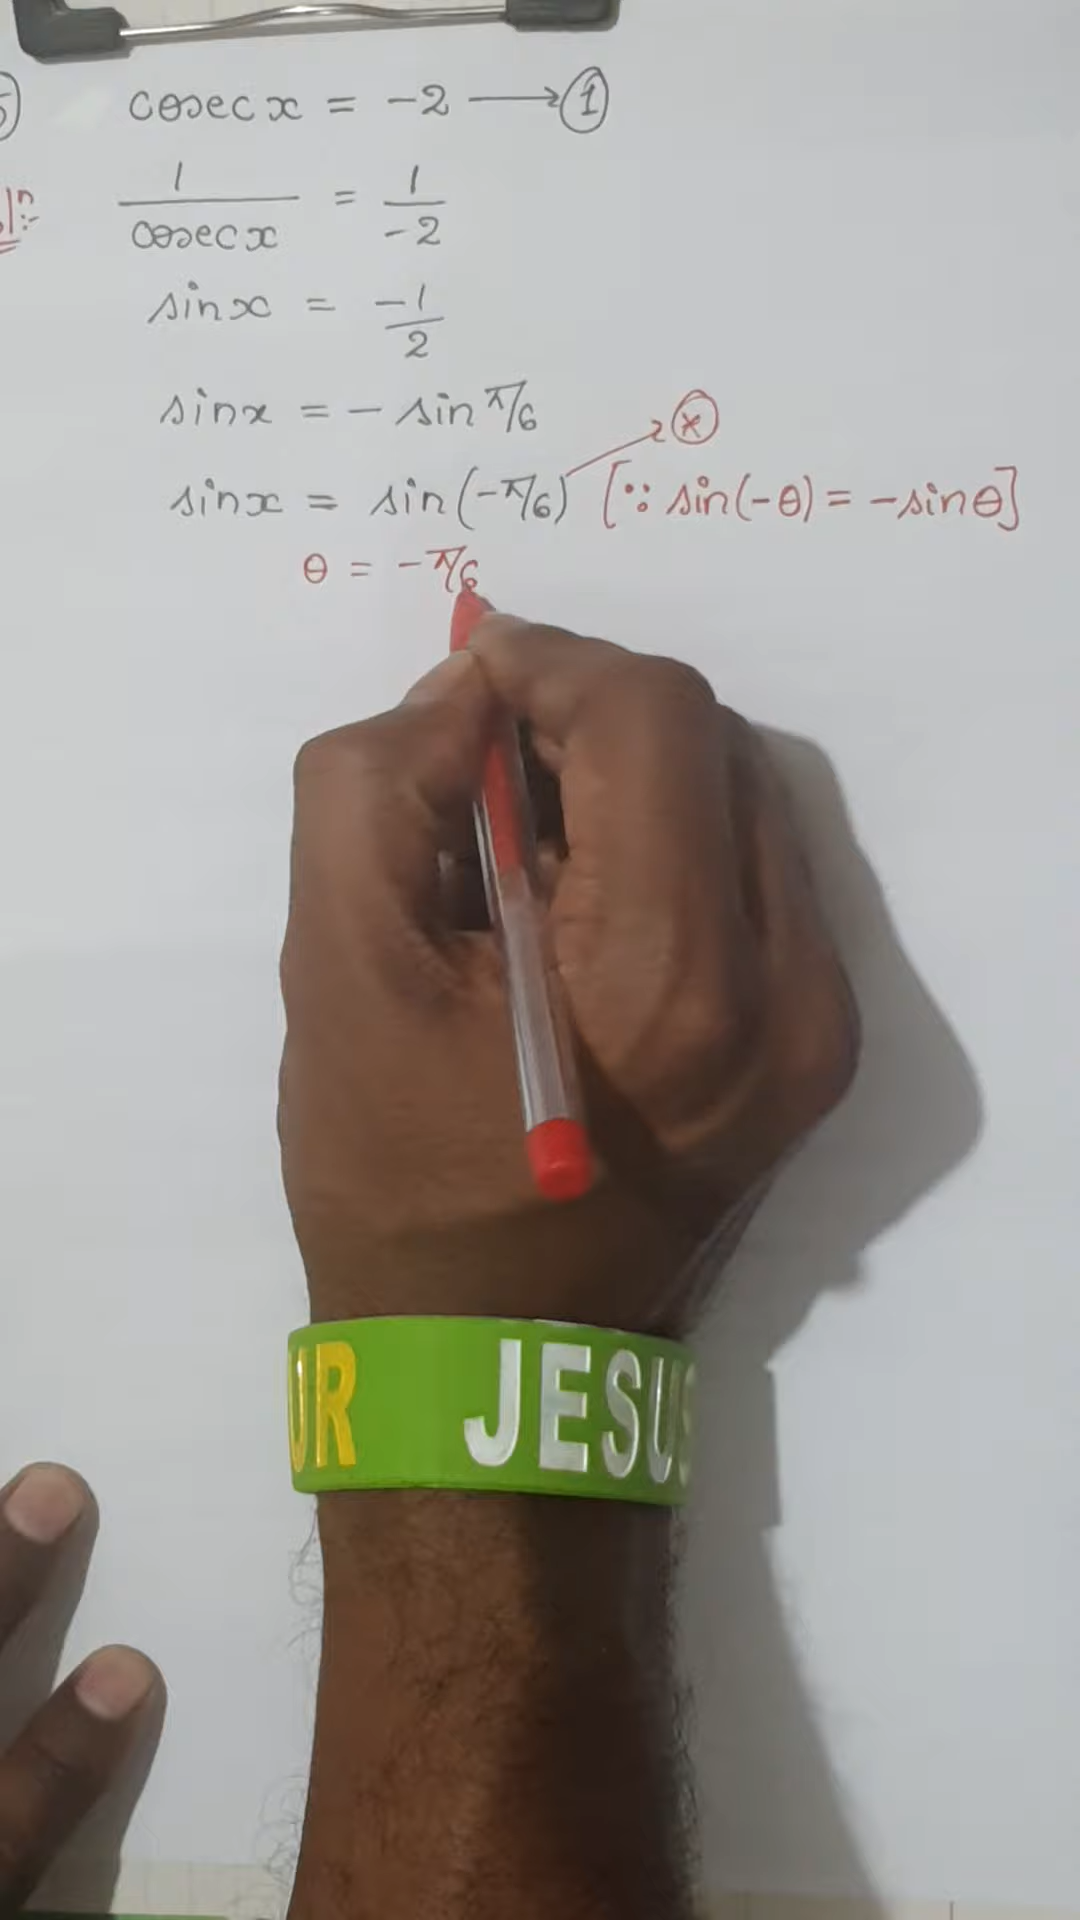 cosec x = -2 → ①
1/cosec x = 1/-2
sin x = -1/2
sin x = - sin π/6
sin x = sin(-π/6) [∵ sin(-θ) = -sin θ]
*
θ = -π/6
UR JESUS